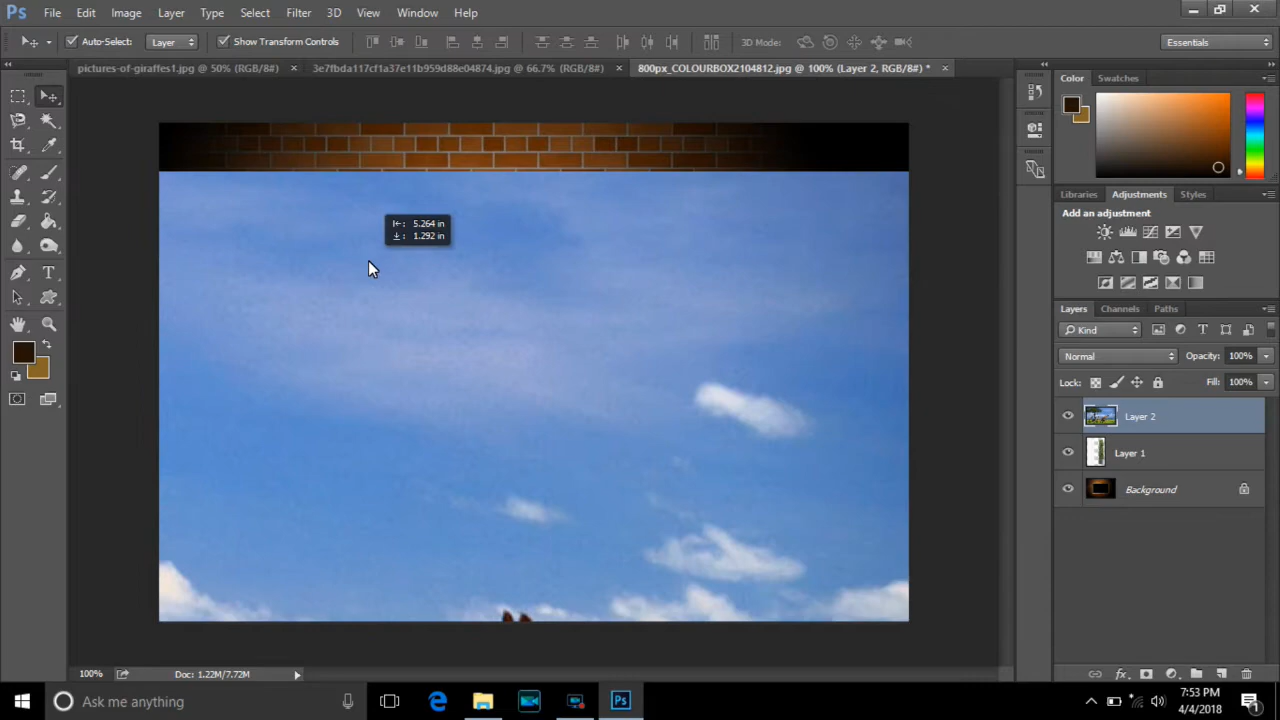 Ps File Edit Image Layer Type Select Filter 3D View Window Help
Auto-Select: Layer Show Transform Controls 3D Mode: Essentials
pictures-of-giraffes1.jpg @ 50% (RGB/8#) × 3e7fbda117cf1a37e11b959d88e04874.jpg @ 66.7% (RGB/8#) × 800px_COLOURBOX2104812.jpg @ 100% (Layer 2, RGB/8#) * ×
Color Swatches
Libraries Adjustments Styles
Add an adjustment
5.264 in
1.292 in
Layers Channels Paths
Kind
Normal Opacity: 100%
Lock: Fill: 100%
Layer 2
Layer 1
Background
100% Doc: 1.22M/7.72M
Ask me anything
Ps
7:53 PM
4/4/2018
1